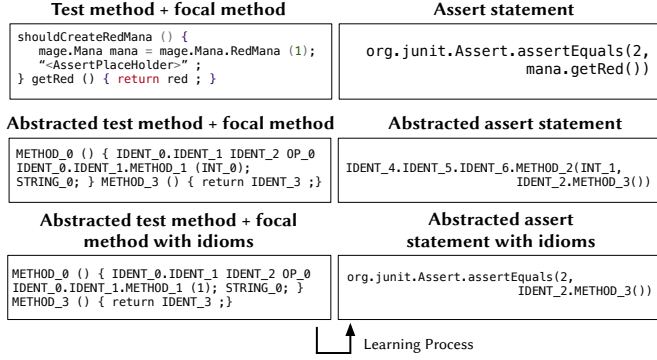 Test method + focal method
Assert statement
shouldCreateRedMana () {
mage.Mana mana = mage.Mana.RedMana (1);
“<AssertPlaceHolder>” ;
} getRed () { return red ; }
org.junit.Assert.assertEquals(2,
mana.getRed())
Abstracted test method + focal method
Abstracted assert statement
METHOD_0 () { IDENT_0.IDENT_1 IDENT_2 OP_0
IDENT_0.IDENT_1.METHOD_1 (INT_0);
STRING_0; } METHOD_3 () { return IDENT_3 ;}
IDENT_4.IDENT_5.IDENT_6.METHOD_2(INT_1,
IDENT_2.METHOD_3())
Abstracted test method + focal
method with idioms
Abstracted assert
statement with idioms
METHOD_0 () { IDENT_0.IDENT_1 IDENT_2 OP_0
IDENT_0.IDENT_1.METHOD_1 (1); STRING_0; }
METHOD_3 () { return IDENT_3 ;}
org.junit.Assert.assertEquals(2,
IDENT_2.METHOD_3())
Learning Process